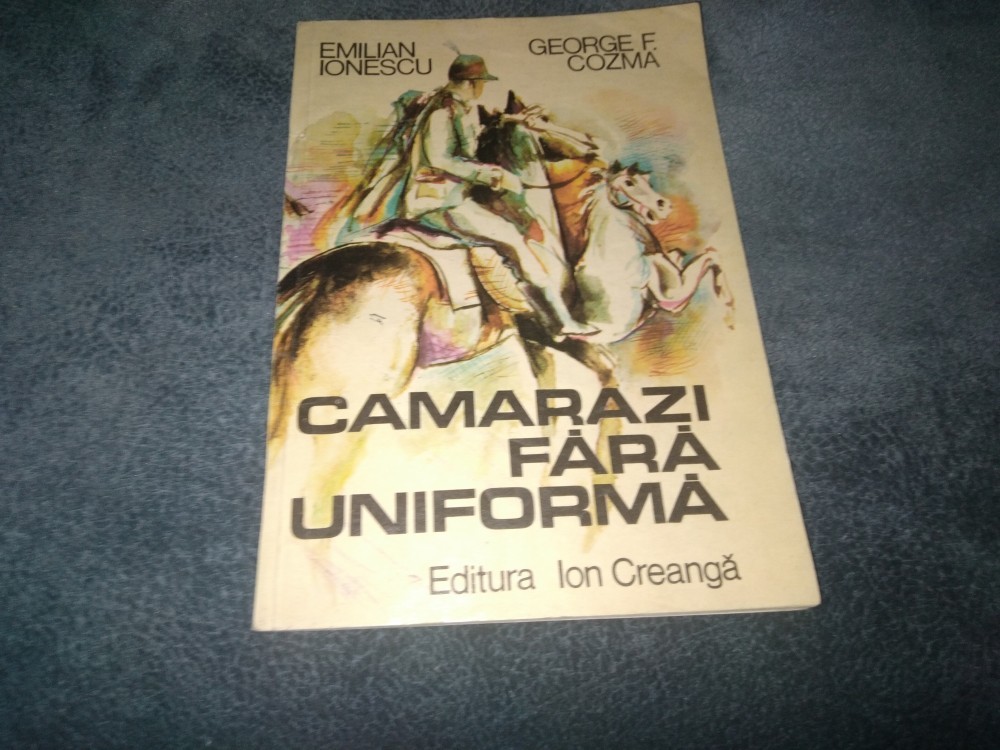 EMILIAN
IONESCU
GEORGE F.
COZMA
CAMARAZI
FĂRĂ
UNIFORMĂ
Editura Ion Creangă